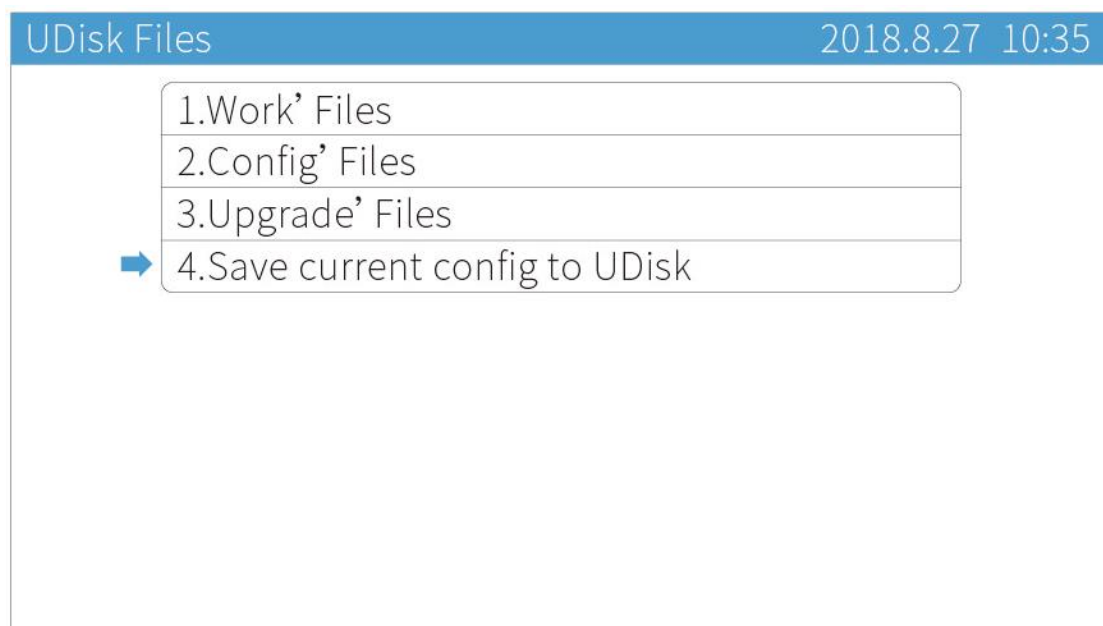 UDisk Files 2018.8.27 10:35
1.Work’ Files
2.Config’ Files
3.Upgrade’ Files
4.Save current config to UDisk